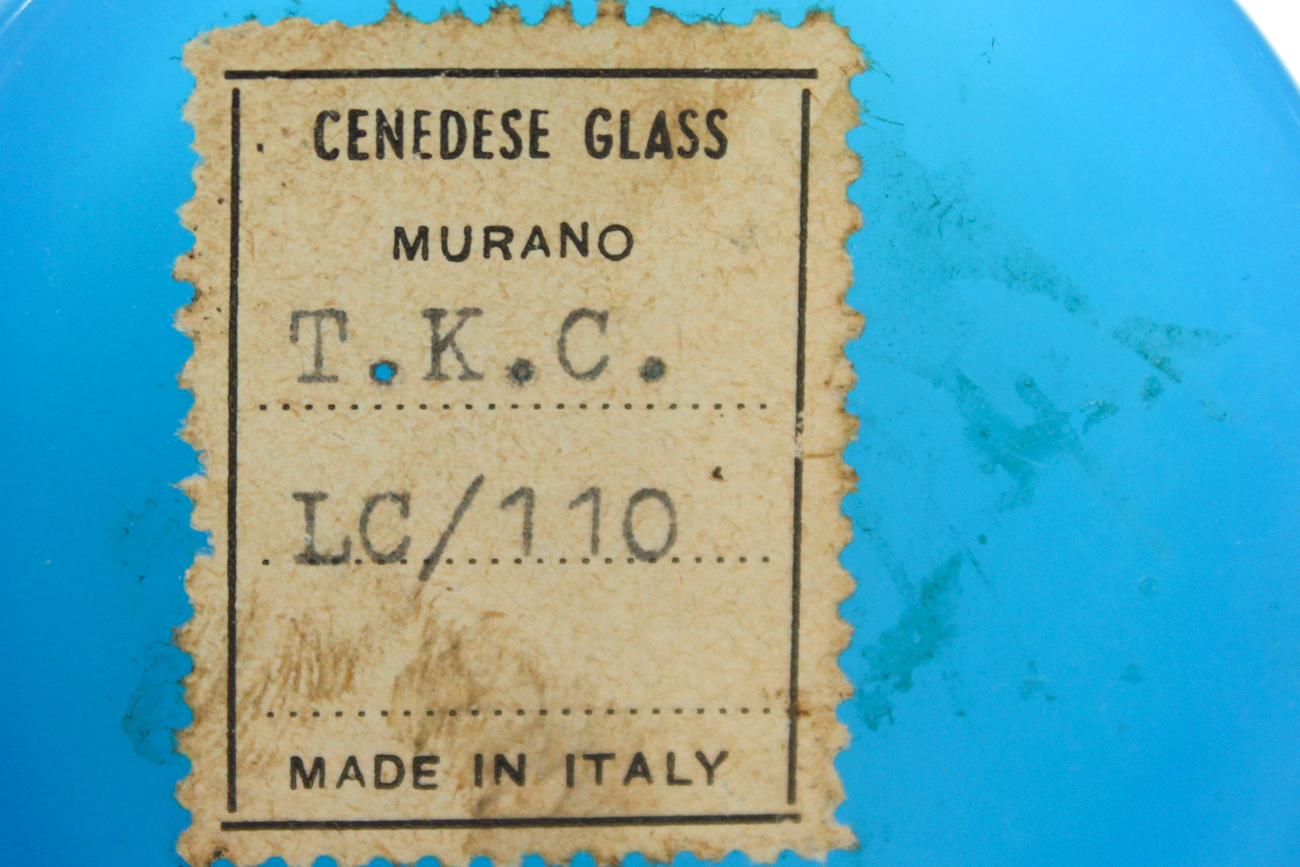 CENEDESE GLASS
MURANO
T.K.C.
LC/110
MADE IN ITALY